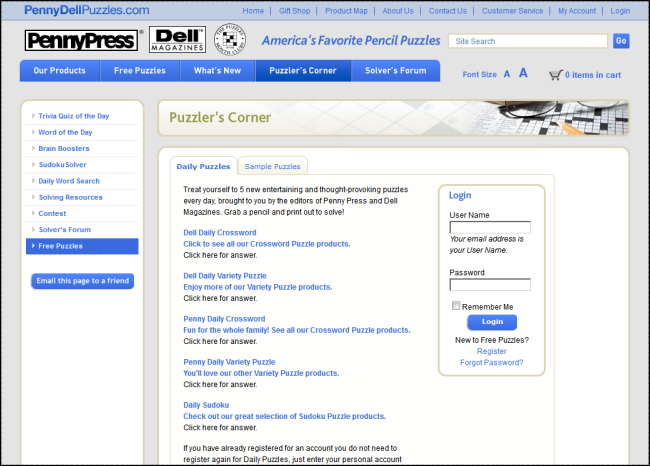 PennyDellPuzzles.com
Home | Gift Shop | Product Map | About Us | Contact Us | Customer Service | My Account | Login
PennyPress®
Dell
MAGAZINES
America's Favorite Pencil Puzzles
Site Search
Go
Our Products
Free Puzzles
What's New
Puzzler's Corner
Solver's Forum
Font Size A A
0 items in cart
Trivia Quiz of the Day
Word of the Day
Brain Boosters
SudokuSolver
Daily Word Search
Solving Resources
Contest
Solver's Forum
Free Puzzles
Email this page to a friend
Puzzler's Corner
Daily Puzzles
Sample Puzzles
Treat yourself to 5 new entertaining and thought-provoking puzzles
every day, brought to you by the editors of Penny Press and Dell
Magazines. Grab a pencil and print out to solve!
Dell Daily Crossword
Click to see all our Crossword Puzzle products.
Click here for answer.
Dell Daily Variety Puzzle
Enjoy more of our Variety Puzzle products.
Click here for answer.
Penny Daily Crossword
Fun for the whole family! See all our Crossword Puzzle products.
Click here for answer.
Penny Daily Variety Puzzle
You'll love our other Variety Puzzle products.
Click here for answer.
Daily Sudoku
Check out our great selection of Sudoku Puzzle products.
Click here for answer.
If you have already registered for an account you do not need to
register again for Daily Puzzles, just enter your personal account
Login
User Name
Your email address is
your User Name.
Password
Remember Me
Login
New to Free Puzzles?
Register
Forgot Password?